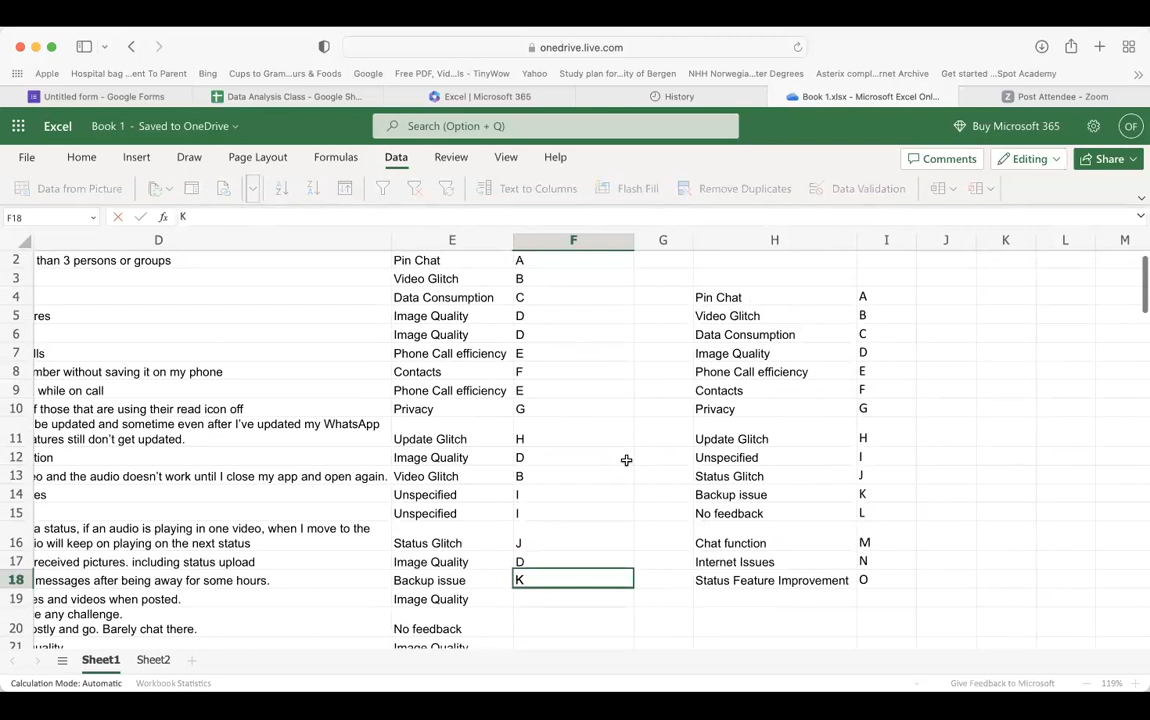 onedrive.live.com
Apple Hospital bag ...ent To Parent Bing Cups to Gram...urs & Foods Google Free PDF, Vid...ls - TinyWow Yahoo Study plan for...ity of Bergen NHH Norwegia...ter Degrees Asterix compl...rnet Archive Get started ...Spot Academy
Untitled form - Google Forms Data Analysis Class - Google Sh... Excel | Microsoft 365 History Book 1.xlsx - Microsoft Excel Onl... Z Post Attendee - Zoom
Excel Book 1 - Saved to OneDrive Search (Option + Q) Buy Microsoft 365 OF
File Home Insert Draw Page Layout Formulas Data Review View Help Comments Editing Share
Data from Picture Text to Columns Flash Fill Remove Duplicates Data Validation
F18 fx K
D E F G H I J K L M
2 than 3 persons or groups Pin Chat A
3 Video Glitch B
4 Data Consumption C Pin Chat A
5 res Image Quality D Video Glitch B
6 Image Quality D Data Consumption C
7 lls Phone Call efficiency E Image Quality D
8 mber without saving it on my phone Contacts F Phone Call efficiency E
9 while on call Phone Call efficiency E Contacts F
10 f those that are using their read icon off Privacy G Privacy G
be updated and sometime even after I've updated my WhatsApp
11 atures still don't get updated. Update Glitch H Update Glitch H
12 tion Image Quality D Unspecified I
13 eo and the audio doesn't work until I close my app and open again. Video Glitch B Status Glitch J
14 es Unspecified I Backup issue K
15 Unspecified I No feedback L
a status, if an audio is playing in one video, when I move to the
16 io will keep on playing on the next status Status Glitch J Chat function M
17 received pictures. including status upload Image Quality D Internet Issues N
18 messages after being away for some hours. Backup issue K Status Feature Improvement O
19 es and videos when posted. Image Quality
e any challenge.
20 ostly and go. Barely chat there. No feedback
21 uality Image Quality
Sheet1 Sheet2
Calculation Mode: Automatic Workbook Statistics Give Feedback to Microsoft 119%